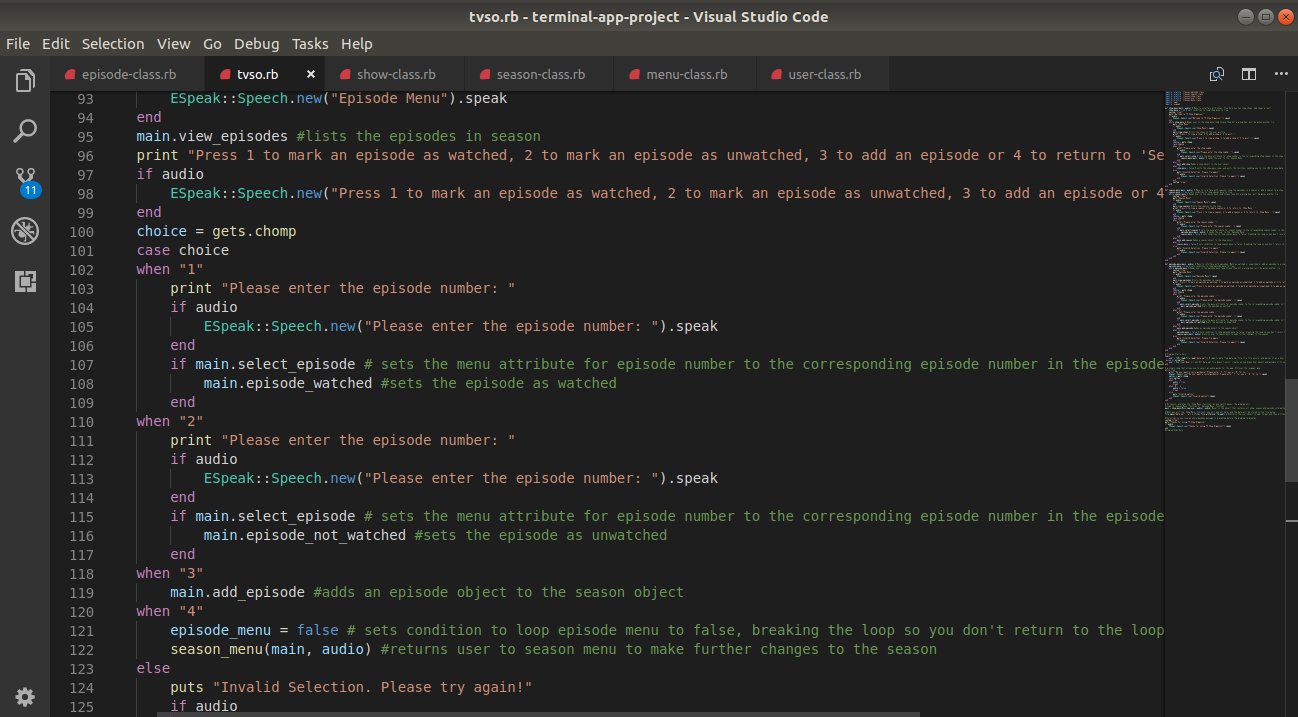 tvso.rb - terminal-app-project - Visual Studio Code
File Edit Selection View Go Debug Tasks Help
episode-class.rb tvso.rb × show-class.rb season-class.rb menu-class.rb user-class.rb
93 ESpeak::Speech.new("Episode Menu").speak
94 end
95 main.view_episodes #lists the episodes in season
96 print "Press 1 to mark an episode as watched, 2 to mark an episode as unwatched, 3 to add an episode or 4 to return to 'Se
97 if audio
98 ESpeak::Speech.new("Press 1 to mark an episode as watched, 2 to mark an episode as unwatched, 3 to add an episode or 4
99 end
100 choice = gets.chomp
101 case choice
102 when "1"
103 print "Please enter the episode number: "
104 if audio
105 ESpeak::Speech.new("Please enter the episode number: ").speak
106 end
107 if main.select_episode # sets the menu attribute for episode number to the corresponding episode number in the episode
108 main.episode_watched #sets the episode as watched
109 end
110 when "2"
111 print "Please enter the episode number: "
112 if audio
113 ESpeak::Speech.new("Please enter the episode number: ").speak
114 end
115 if main.select_episode # sets the menu attribute for episode number to the corresponding episode number in the episode
116 main.episode_not_watched #sets the episode as unwatched
117 end
118 when "3"
119 main.add_episode #adds an episode object to the season object
120 when "4"
121 episode_menu = false # sets condition to loop episode menu to false, breaking the loop so you don't return to the loop
122 season_menu(main, audio) #returns user to season menu to make further changes to the season
123 else
124 puts "Invalid Selection. Please try again!"
125 if audio
11